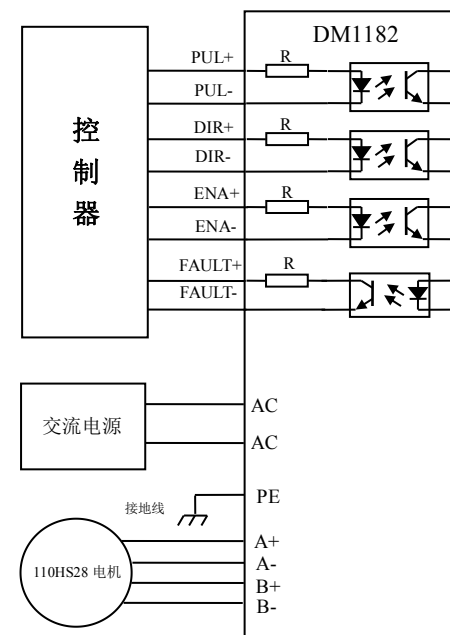 DM1182
PUL+ R
PUL-
DIR+ R
DIR-
ENA+ R
ENA-
FAULT+ R
FAULT-
控制器
交流电源
AC
AC
接地线
PE
110HS28 电机
A+
A-
B+
B-